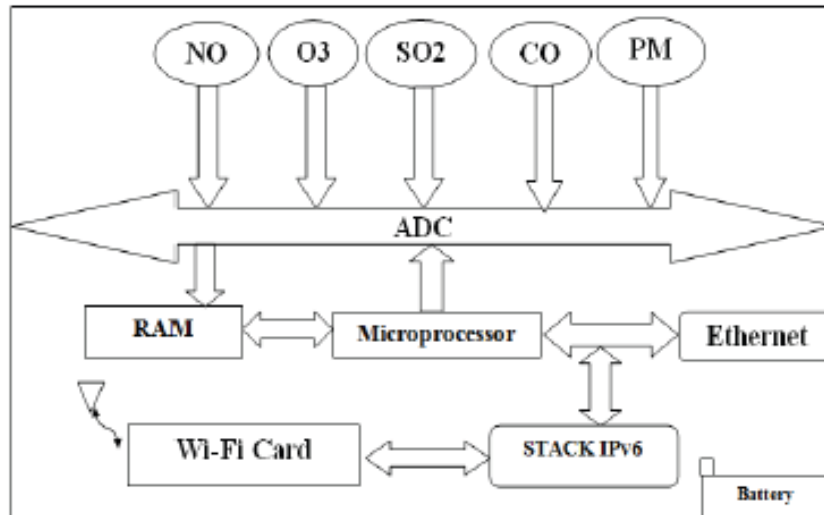 NO
O3
SO2
CO
PM
ADC
RAM
Microprocessor
Ethernet
Wi-Fi Card
STACK IPv6
Battery